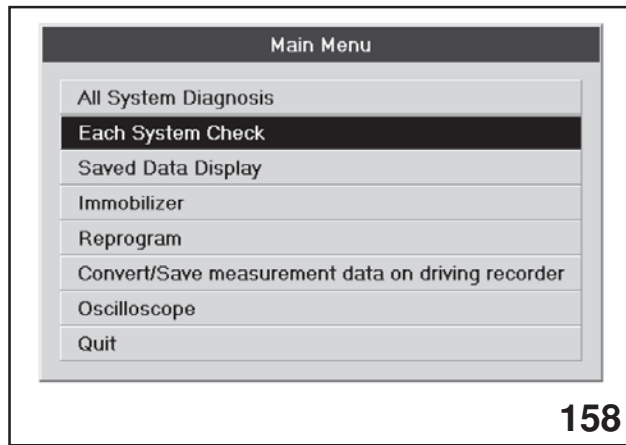 Main Menu
All System Diagnosis
Each System Check
Saved Data Display
Immobilizer
Reprogram
Convert/Save measurement data on driving recorder
Oscilloscope
Quit
158